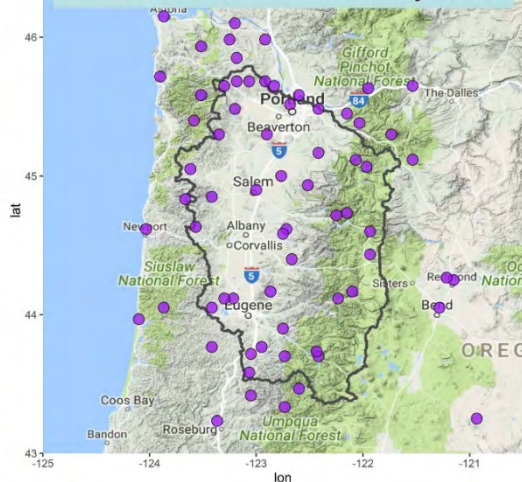 Astoria
46
Gifford
Pinchot
National Forest
Portland
84
The Dalles
Beaverton
5
45
Salem
lat
Newport
Albany
Corvallis
Siuslaw
National Forest
5
Sisters
Redmond
44
Eugene
Bend
OREG
Coos Bay
Roseburg
Umpqua
National Forest
Bandon
43
-125
-124
-123
-122
-121
lon